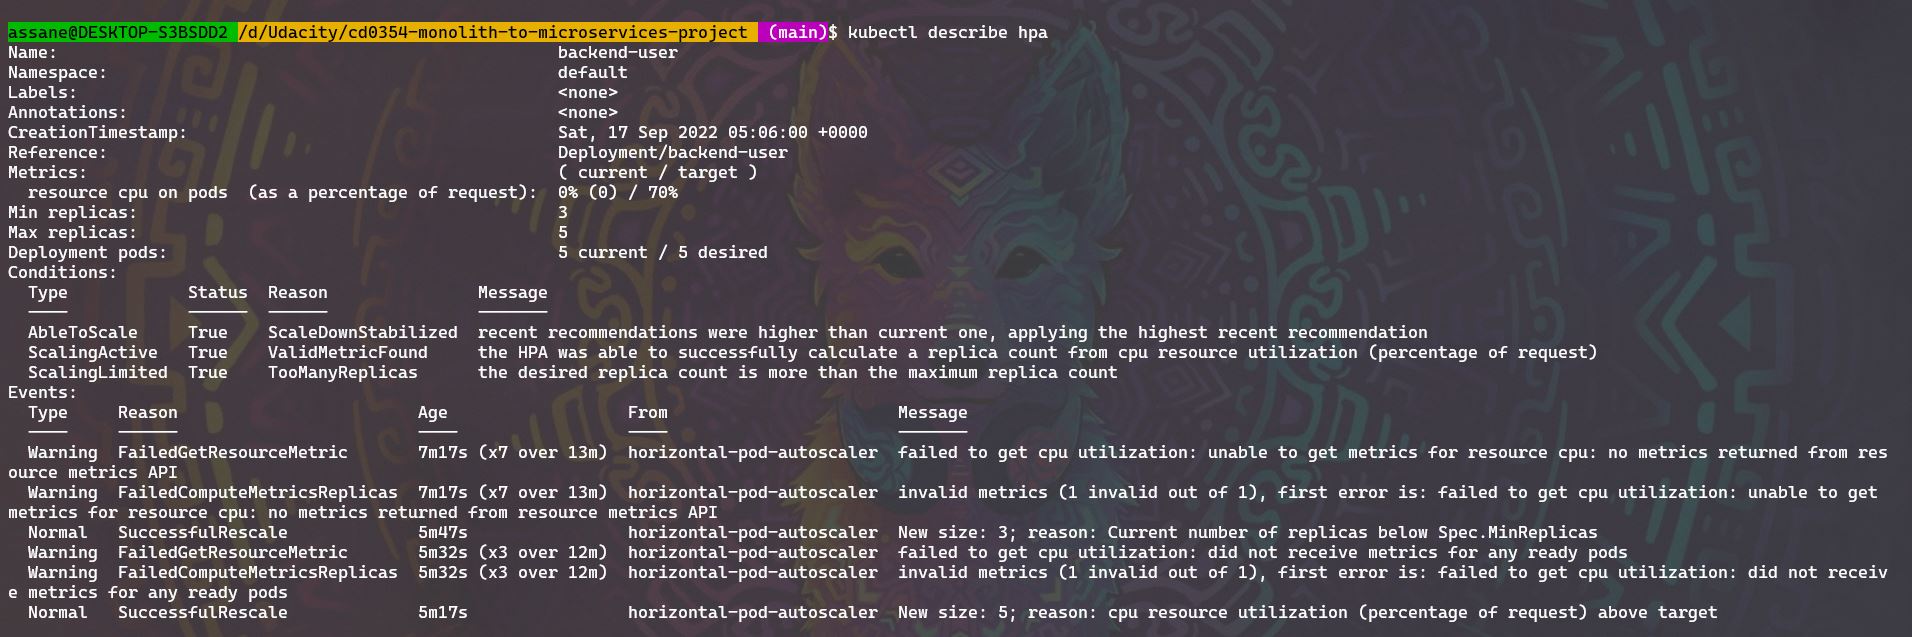 assane@DESKTOP-S3BSDD2 /d/Udacity/cd0354-monolith-to-microservices-project (main)$ kubectl describe hpa
Name: backend-user
Namespace: default
Labels: <none>
Annotations: <none>
CreationTimestamp: Sat, 17 Sep 2022 05:06:00 +0000
Reference: Deployment/backend-user
Metrics: ( current / target )
resource cpu on pods (as a percentage of request): 0% (0) / 70%
Min replicas: 3
Max replicas: 5
Deployment pods: 5 current / 5 desired
Conditions:
Type Status Reason Message
---- ------ ------ -------
AbleToScale True ScaleDownStabilized recent recommendations were higher than current one, applying the highest recent recommendation
ScalingActive True ValidMetricFound the HPA was able to successfully calculate a replica count from cpu resource utilization (percentage of request)
ScalingLimited True TooManyReplicas the desired replica count is more than the maximum replica count
Events:
Type Reason Age From Message
---- ------ ---- ---- -------
Warning FailedGetResourceMetric 7m17s (x7 over 13m) horizontal-pod-autoscaler failed to get cpu utilization: unable to get metrics for resource cpu: no metrics returned from res
ource metrics API
Warning FailedComputeMetricsReplicas 7m17s (x7 over 13m) horizontal-pod-autoscaler invalid metrics (1 invalid out of 1), first error is: failed to get cpu utilization: unable to get
metrics for resource cpu: no metrics returned from resource metrics API
Normal SuccessfulRescale 5m47s horizontal-pod-autoscaler New size: 3; reason: Current number of replicas below Spec.MinReplicas
Warning FailedGetResourceMetric 5m32s (x3 over 12m) horizontal-pod-autoscaler failed to get cpu utilization: did not receive metrics for any ready pods
Warning FailedComputeMetricsReplicas 5m32s (x3 over 12m) horizontal-pod-autoscaler invalid metrics (1 invalid out of 1), first error is: failed to get cpu utilization: did not receiv
e metrics for any ready pods
Normal SuccessfulRescale 5m17s horizontal-pod-autoscaler New size: 5; reason: cpu resource utilization (percentage of request) above target